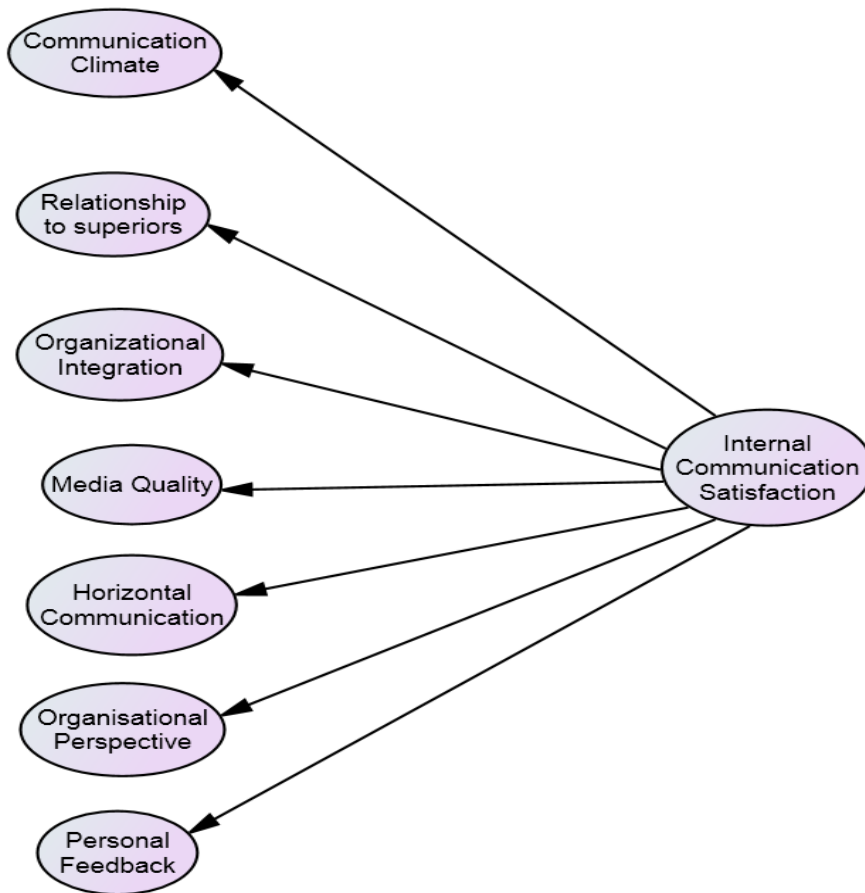 Communication
Climate
Relationship
to superiors
Organizational
Integration
Media Quality
Horizontal
Communication
Organisational
Perspective
Personal
Feedback
Internal
Communication
Satisfaction